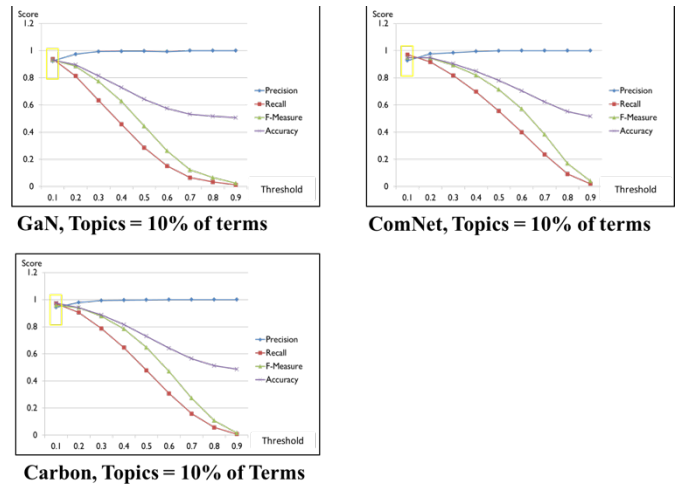 Score
1.2
1
0.8
0.6
0.4
0.2
0
0.1 0.2 0.3 0.4 0.5 0.6 0.7 0.8 0.9
Threshold
Precision
Recall
F-Measure
Accuracy
GaN, Topics = 10% of terms
Score
1.2
1
0.8
0.6
0.4
0.2
0
0.1 0.2 0.3 0.4 0.5 0.6 0.7 0.8 0.9
Threshold
Precision
Recall
F-Measure
Accuracy
ComNet, Topics = 10% of terms
Score
1.2
1
0.8
0.6
0.4
0.2
0
0.1 0.2 0.3 0.4 0.5 0.6 0.7 0.8 0.9
Threshold
Precision
Recall
F-Measure
Accuracy
Carbon, Topics = 10% of Terms